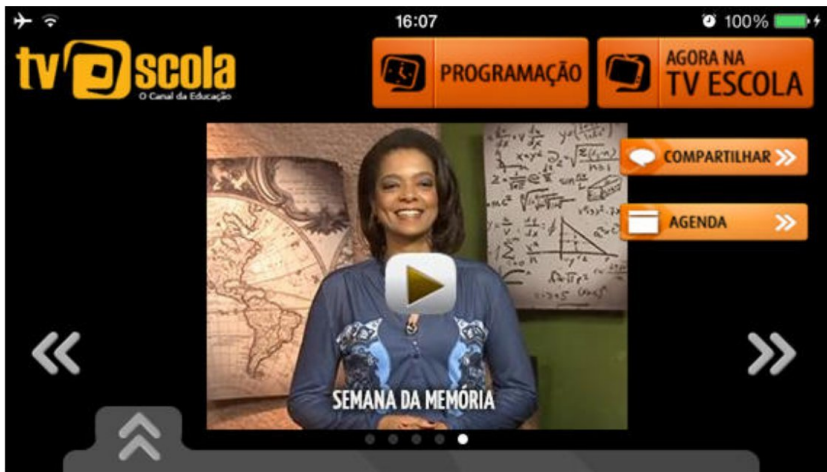 16:07
100%
tv escola
O Canal da Educação
PROGRAMAÇÃO
AGORA NA
TV ESCOLA
COMPARTILHAR
AGENDA
SEMANA DA MEMÓRIA